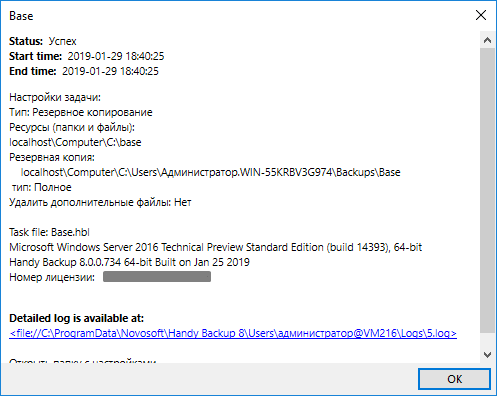 Base
Status: Успех
Start time: 2019-01-29 18:40:25
End time: 2019-01-29 18:40:25
Настройки задачи:
Тип: Резервное копирование
Ресурсы (папки и файлы):
localhost\Computer\C:\base
Резервная копия:
localhost\Computer\C:\Users\Администратор.WIN-55KRBV3G974\Backups\Base
тип: Полное
Удалить дополнительные файлы: Нет
Task file: Base.hbl
Microsoft Windows Server 2016 Technical Preview Standard Edition (build 14393), 64-bit
Handy Backup 8.0.0.734 64-bit Built on Jan 25 2019
Номер лицензии:
Detailed log is available at:
<file://C:\ProgramData\Novosoft\Handy Backup 8\Users\администратор@VM216\Logs\5.log>
Открыть папку с настройками
OK